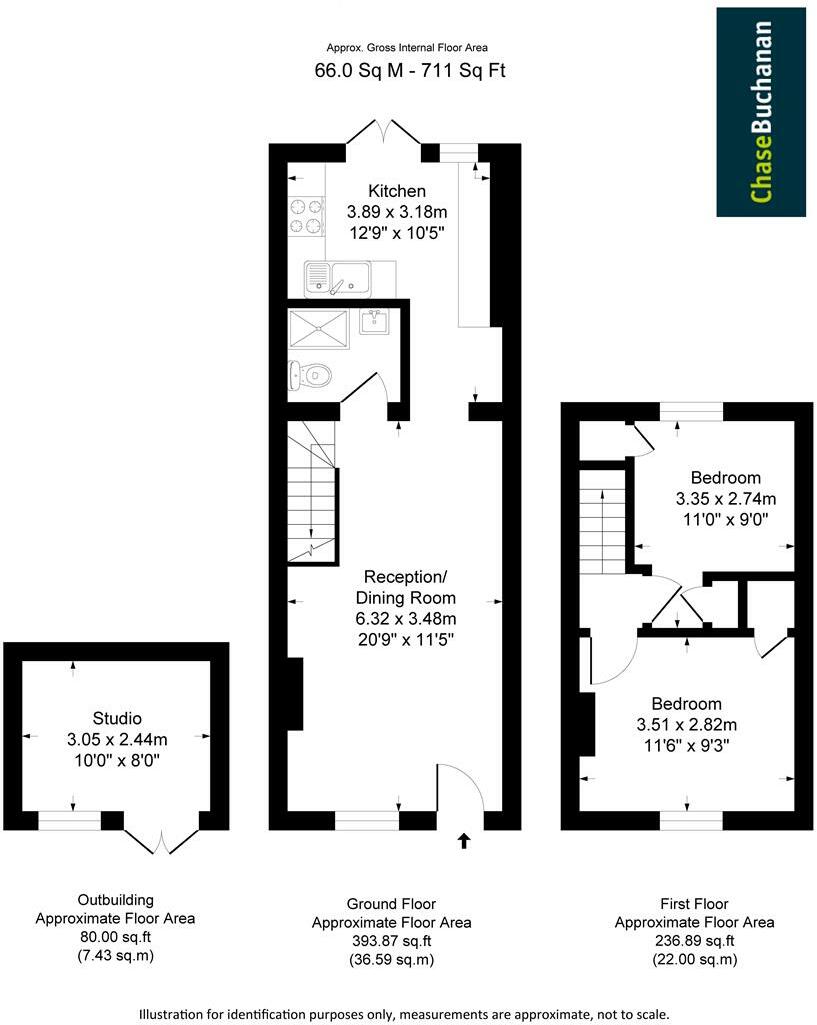 Approx. Gross Internal Floor Area
66.0 Sq M - 711 Sq Ft
ChaseBuchanan
Kitchen
3.89 x 3.18m
12'9" x 10'5"
Reception/
Dining Room
6.32 x 3.48m
20'9" x 11'5"
Bedroom
3.35 x 2.74m
11'0" x 9'0"
Bedroom
3.51 x 2.82m
11'6" x 9'3"
Studio
3.05 x 2.44m
10'0" x 8'0"
Outbuilding
Approximate Floor Area
80.00 sq.ft
(7.43 sq.m)
Ground Floor
Approximate Floor Area
393.87 sq.ft
(36.59 sq.m)
First Floor
Approximate Floor Area
236.89 sq.ft
(22.00 sq.m)
Illustration for identification purposes only, measurements are approximate, not to scale.